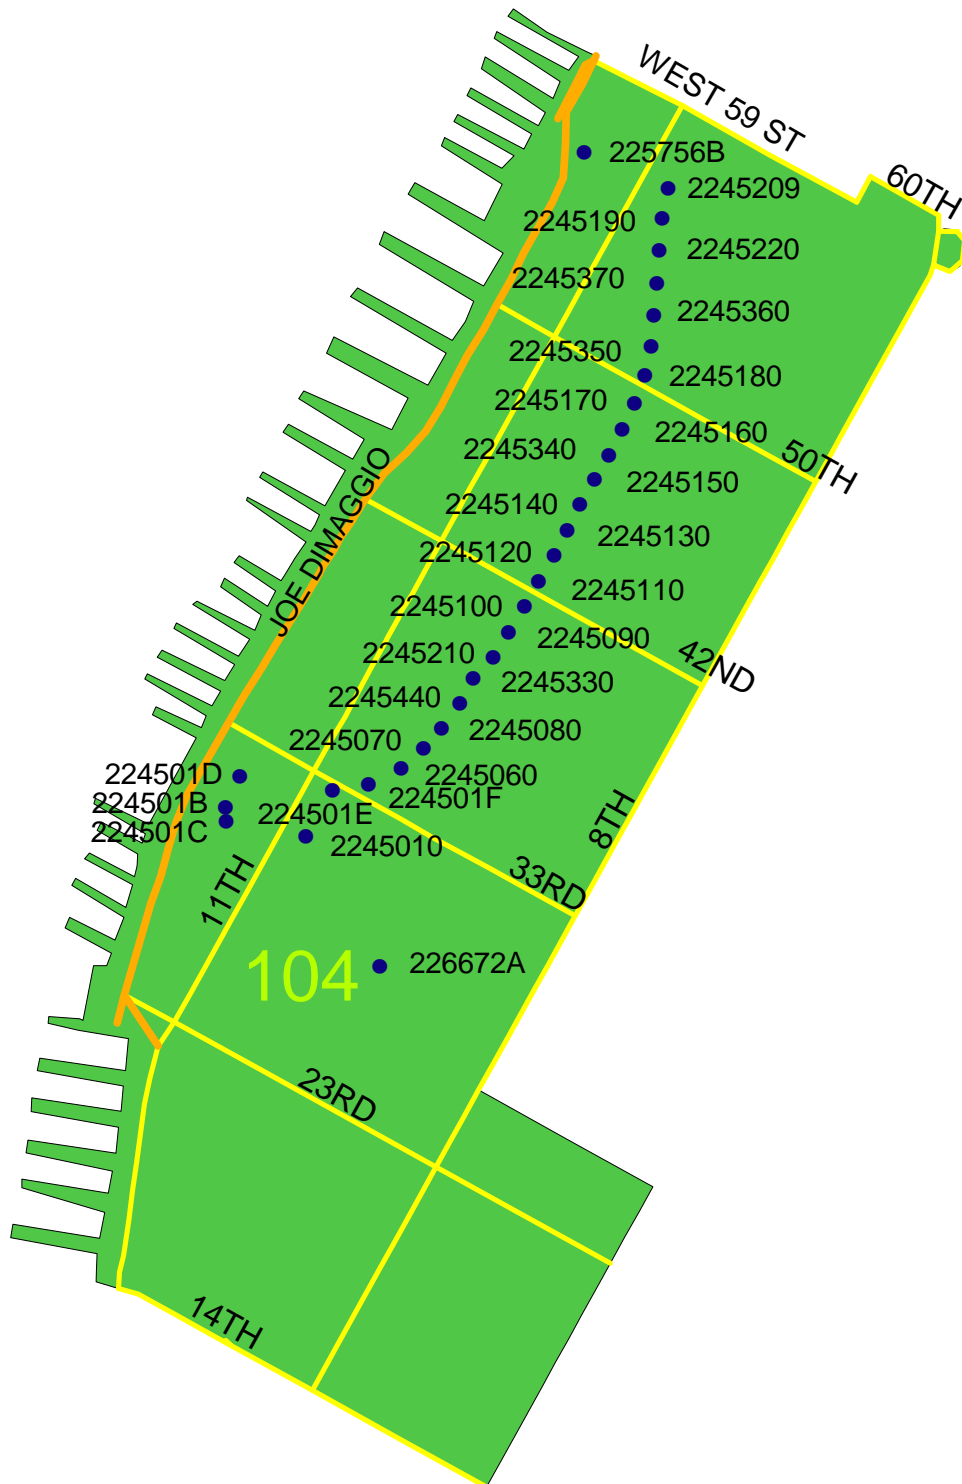 WEST 59 ST
60TH
225756B
2245209
2245190
2245220
2245370
2245360
2245350
2245180
2245170
2245160
2245340
50TH
2245150
2245140
2245130
JOE DIMAGGIO
2245120
2245110
2245100
2245090
2245210
42ND
2245330
2245440
2245080
2245070
224501D
2245060
224501B
224501F
224501E
8TH
224501C
2245010
11TH
33RD
104
226672A
23RD
14TH